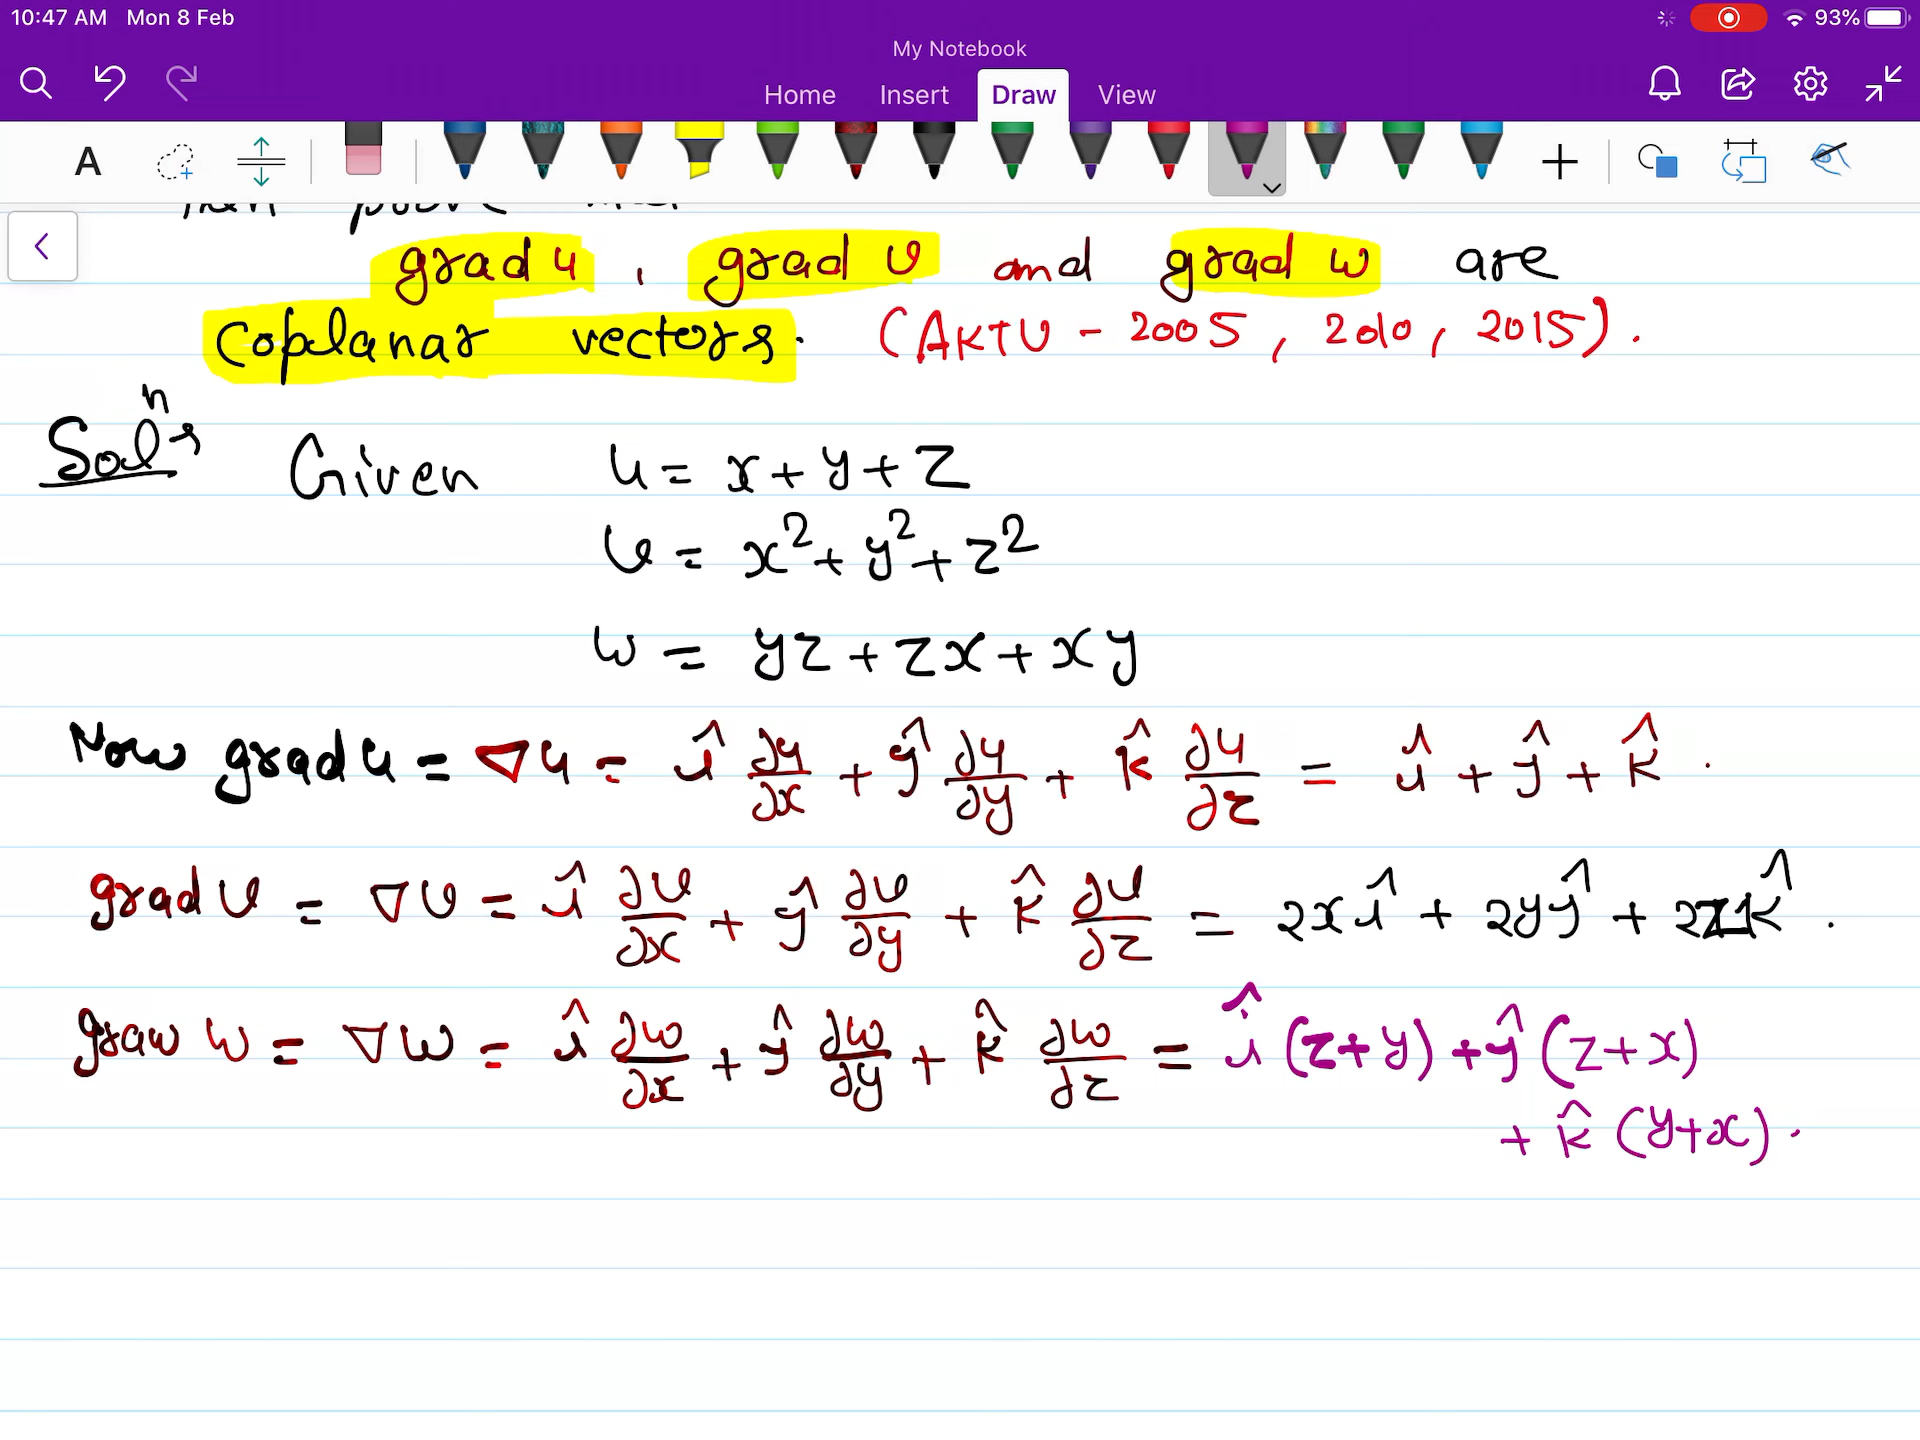 10:47 AM Mon 8 Feb
93%
My Notebook
Home Insert Draw View
A
grad u , grad v and grad w are
Coplanar vectors. (AKTU - 2005, 2010, 2015).
Solⁿ: Given u = x + y + z
v = x² + y² + z²
w = yz + zx + xy
Now grad u = ∇u = î ∂u/∂x + ĵ ∂u/∂y + k̂ ∂u/∂z = î + ĵ + k̂ .
grad v = ∇v = î ∂v/∂x + ĵ ∂v/∂y + k̂ ∂v/∂z = 2xî + 2yĵ + 2zk̂ .
graw w = ∇w = î ∂w/∂x + ĵ ∂w/∂y + k̂ ∂w/∂z = î (z+y) + ĵ (z+x)
+ k̂ (y+x) .